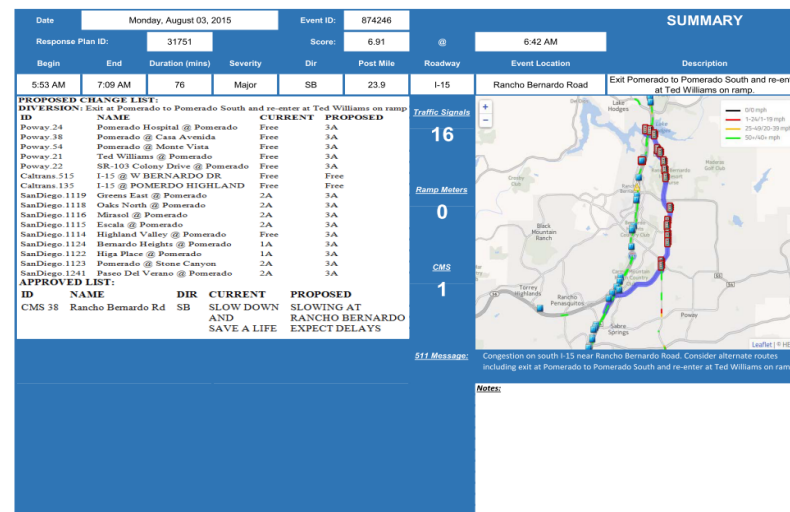 Date Monday, August 03, 2015 Event ID: 874246 SUMMARY
Response Plan ID: 31751 Score: 6.91 @ 6:42 AM
Begin End Duration (mins) Severity Dir Post Mile Roadway Event Location Description
5:53 AM 7:09 AM 76 Major SB 23.9 I-15 Rancho Bernardo Road Exit Pomerado to Pomerado South and re-ent
at Ted Williams on ramp.
PROPOSED CHANGE LIST:
DIVERSION: Exit at Pomerado to Pomerado South and re-enter at Ted Williams on ramp
ID NAME CURRENT PROPOSED
Poway.24 Pomerado Hospital @ Pomerado Free 3A
Poway.38 Pomerado @ Casa Avenida Free 3A
Poway.54 Pomerado @ Monte Vista Free 3A
Poway.21 Ted Williams @ Pomerado Free 3A
Poway.22 SR-103 Colony Drive @ Pomerado Free 3A
Caltrans.515 I-15 @ W BERNARDO DR Free Free
Caltrans.135 I-15 @ POMERDO HIGHLAND Free Free
SanDiego.1119 Greens East @ Pomerado 2A 3A
SanDiego.1118 Oaks North @ Pomerado 2A 3A
SanDiego.1116 Mirasol @ Pomerado 2A 3A
SanDiego.1115 Escala @ Pomerado 2A 3A
SanDiego.1114 Highland Valley @ Pomerado Free 3A
SanDiego.1124 Bernardo Heights @ Pomerado 1A 3A
SanDiego.1122 Higa Place @ Pomerado 1A 3A
SanDiego.1123 Pomerado @ Stone Canyon 2A 3A
SanDiego.1241 Paseo Del Verano @ Pomerado 2A 3A
APPROVED LIST:
ID NAME DIR CURRENT PROPOSED
CMS 38 Rancho Bernardo Rd SB SLOW DOWN SLOWING AT
AND RANCHO BERNARDO
SAVE A LIFE EXPECT DELAYS
Traffic Signals
16
Ramp Meters
0
CMS
1
+
−
Lake
Hodges
0/0 mph
1-24/1-19 mph
25-49/20-39 mph
50+/40+ mph
Black
Mountain
Ranch
Torrey
Highlands
Rancho
Penasquitos
Sabre
Springs
Poway
56
Leaflet | © HE
511 Message: Congestion on south I-15 near Rancho Bernardo Road. Consider alternate routes
including exit at Pomerado to Pomerado South and re-enter at Ted Williams on ram
Notes: